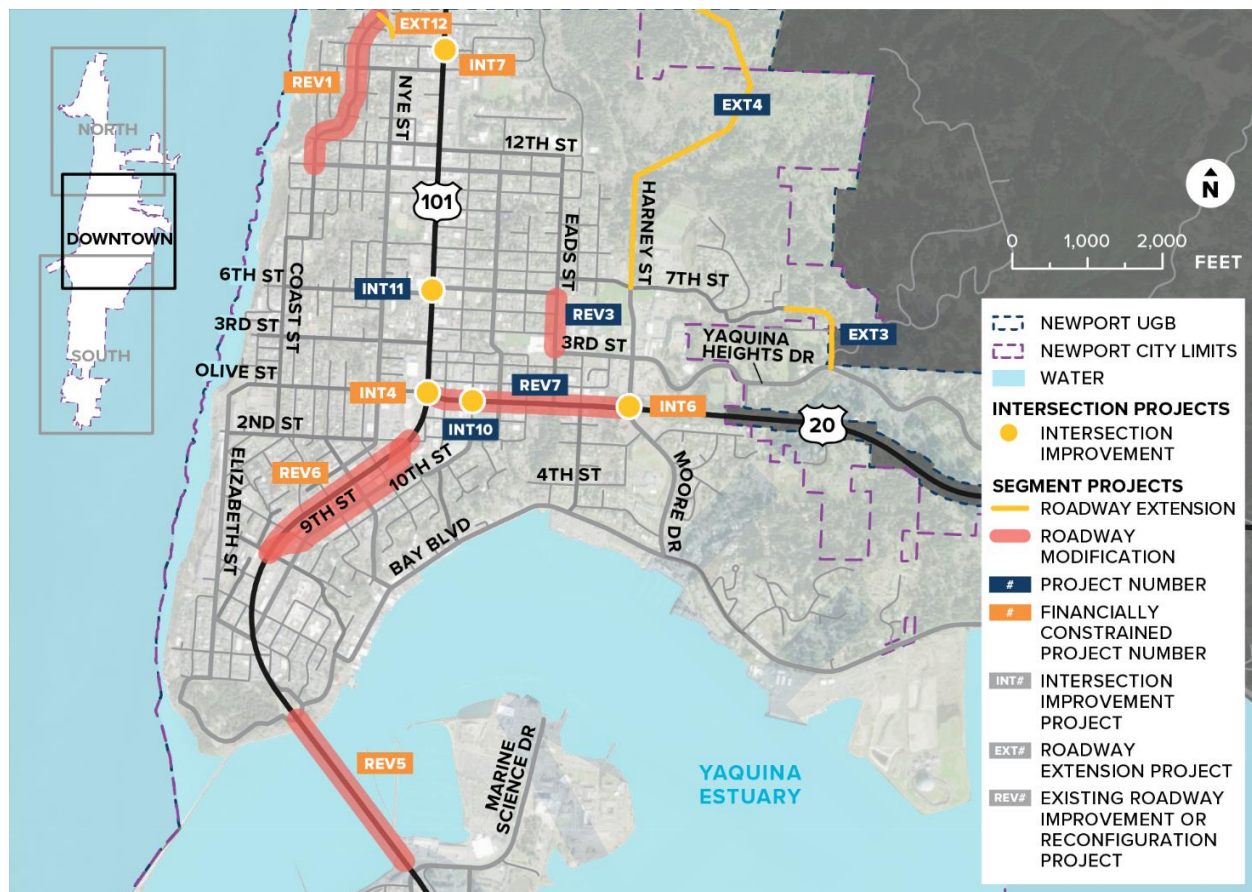 EXT12
INT7
REV1
NYE ST
EXT4
12TH ST
NORTH
101
HARNEY ST
N
DOWNTOWN
EADS ST
0 1,000 2,000
FEET
6TH ST
COAST ST
INT11
7TH ST
REV3
3RD ST
3RD ST
YAQUINA
HEIGHTS DR
EXT3
SOUTH
OLIVE ST
INT4
REV7
INT6
2ND ST
INT10
20
REV6
10TH ST
4TH ST
MOORE DR
ELIZABETH ST
9TH ST
BAY BLVD
REV5
MARINE
SCIENCE DR
YAQUINA
ESTUARY
NEWPORT UGB
NEWPORT CITY LIMITS
WATER
INTERSECTION PROJECTS
INTERSECTION
IMPROVEMENT
SEGMENT PROJECTS
ROADWAY EXTENSION
ROADWAY
MODIFICATION
# PROJECT NUMBER
# FINANCIALLY
CONSTRAINED
PROJECT NUMBER
INT# INTERSECTION
IMPROVEMENT
PROJECT
EXT# ROADWAY
EXTENSION PROJECT
REV# EXISTING ROADWAY
IMPROVEMENT OR
RECONFIGURATION
PROJECT